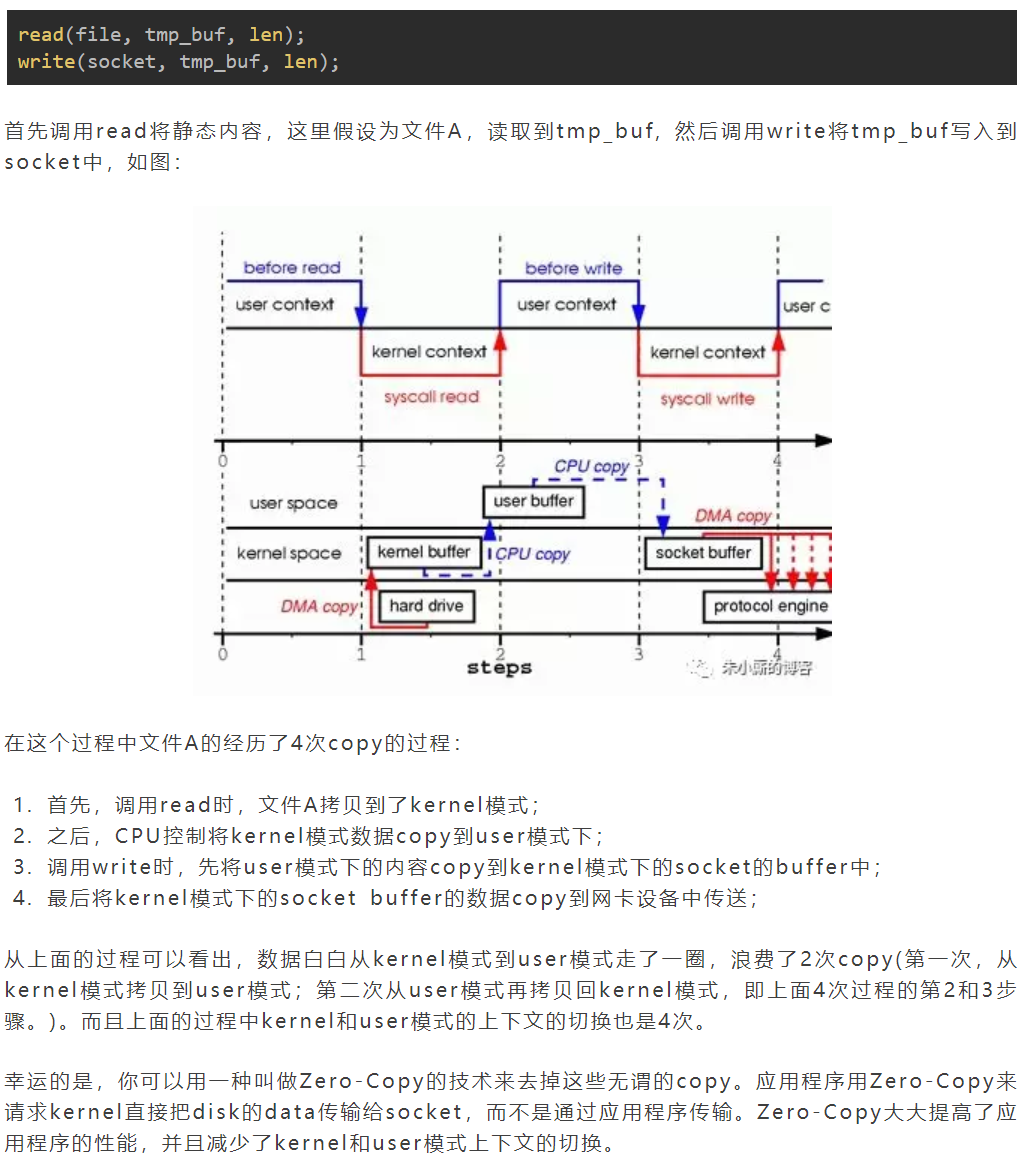 read(file, tmp_buf, len);
write(socket, tmp_buf, len);
首先调用read将静态内容，这里假设为文件A，读取到tmp_buf，然后调用write将tmp_buf写入到
socket中，如图：
before read
before write
user context
user context
user c
kernel context
kernel context
syscall read
syscall write
0
1
2
3
4
CPU copy
user space
user buffer
DMA copy
kernel space
kernel buffer
CPU copy
socket buffer
DMA copy
hard drive
protocol engine
0
1
2
3
4
steps
朱小厮的博客
在这个过程中文件A的经历了4次copy的过程：
1. 首先，调用read时，文件A拷贝到了kernel模式；
2. 之后，CPU控制将kernel模式数据copy到user模式下；
3. 调用write时，先将user模式下的内容copy到kernel模式下的socket的buffer中；
4. 最后将kernel模式下的socket buffer的数据copy到网卡设备中传送；
从上面的过程可以看出，数据白白从kernel模式到user模式走了一圈，浪费了2次copy(第一次，从
kernel模式拷贝到user模式；第二次从user模式再拷贝回kernel模式，即上面4次过程的第2和3步
骤。)。而且上面的过程中kernel和user模式的上下文的切换也是4次。
幸运的是，你可以用一种叫做Zero-Copy的技术来去掉这些无谓的copy。应用程序用Zero-Copy来
请求kernel直接把disk的data传输给socket，而不是通过应用程序传输。Zero-Copy大大提高了应
用程序的性能，并且减少了kernel和user模式上下文的切换。